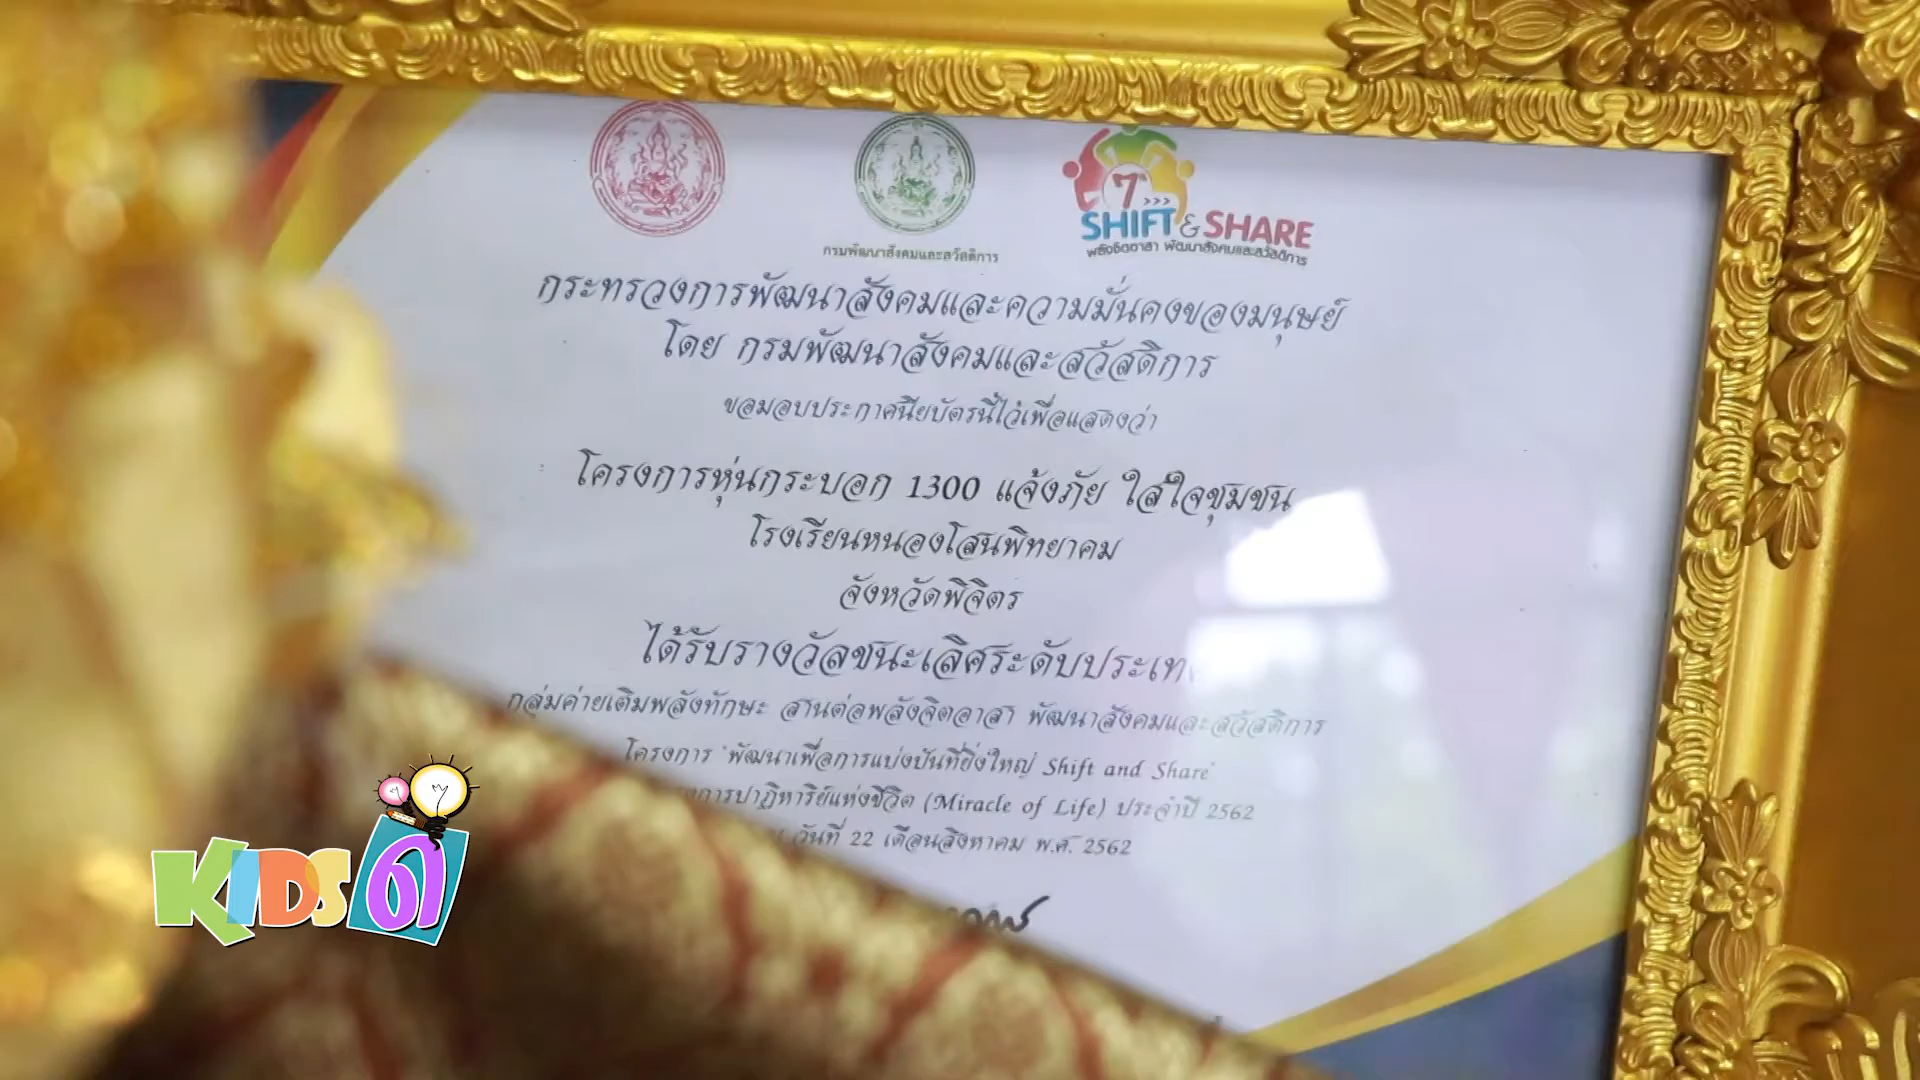 7
SHIFT & SHARE
พลังจิตอาสา พัฒนาสังคมและสวัสดิการ
กรมพัฒนาสังคมและสวัสดิการ
กระทรวงการพัฒนาสังคมและความมั่นคงของมนุษย์
โดย กรมพัฒนาสังคมและสวัสดิการ
ขอมอบประกาศนียบัตรนี้ไว้เพื่อแสดงว่า
โครงการหุ่นกระบอก 1300 แจ้งภัย ใส่ใจชุมชน
โรงเรียนหนองโสนพิทยาคม
จังหวัดพิจิตร
ได้รับรางวัลชนะเลิศระดับประเท
กลุ่มค่ายเติมพลังทักษะ สานต่อพลังจิตอาสา พัฒนาสังคมและสวัสดิการ
โครงการ "พัฒนาเพื่อการแบ่งปันที่ยิ่งใหญ่ Shift and Share"
การปาฏิหาริย์แห่งชีวิต (Miracle of Life) ประจำปี 2562
วันที่ 22 เดือนสิงหาคม พ.ศ. 2562
KIDS ด